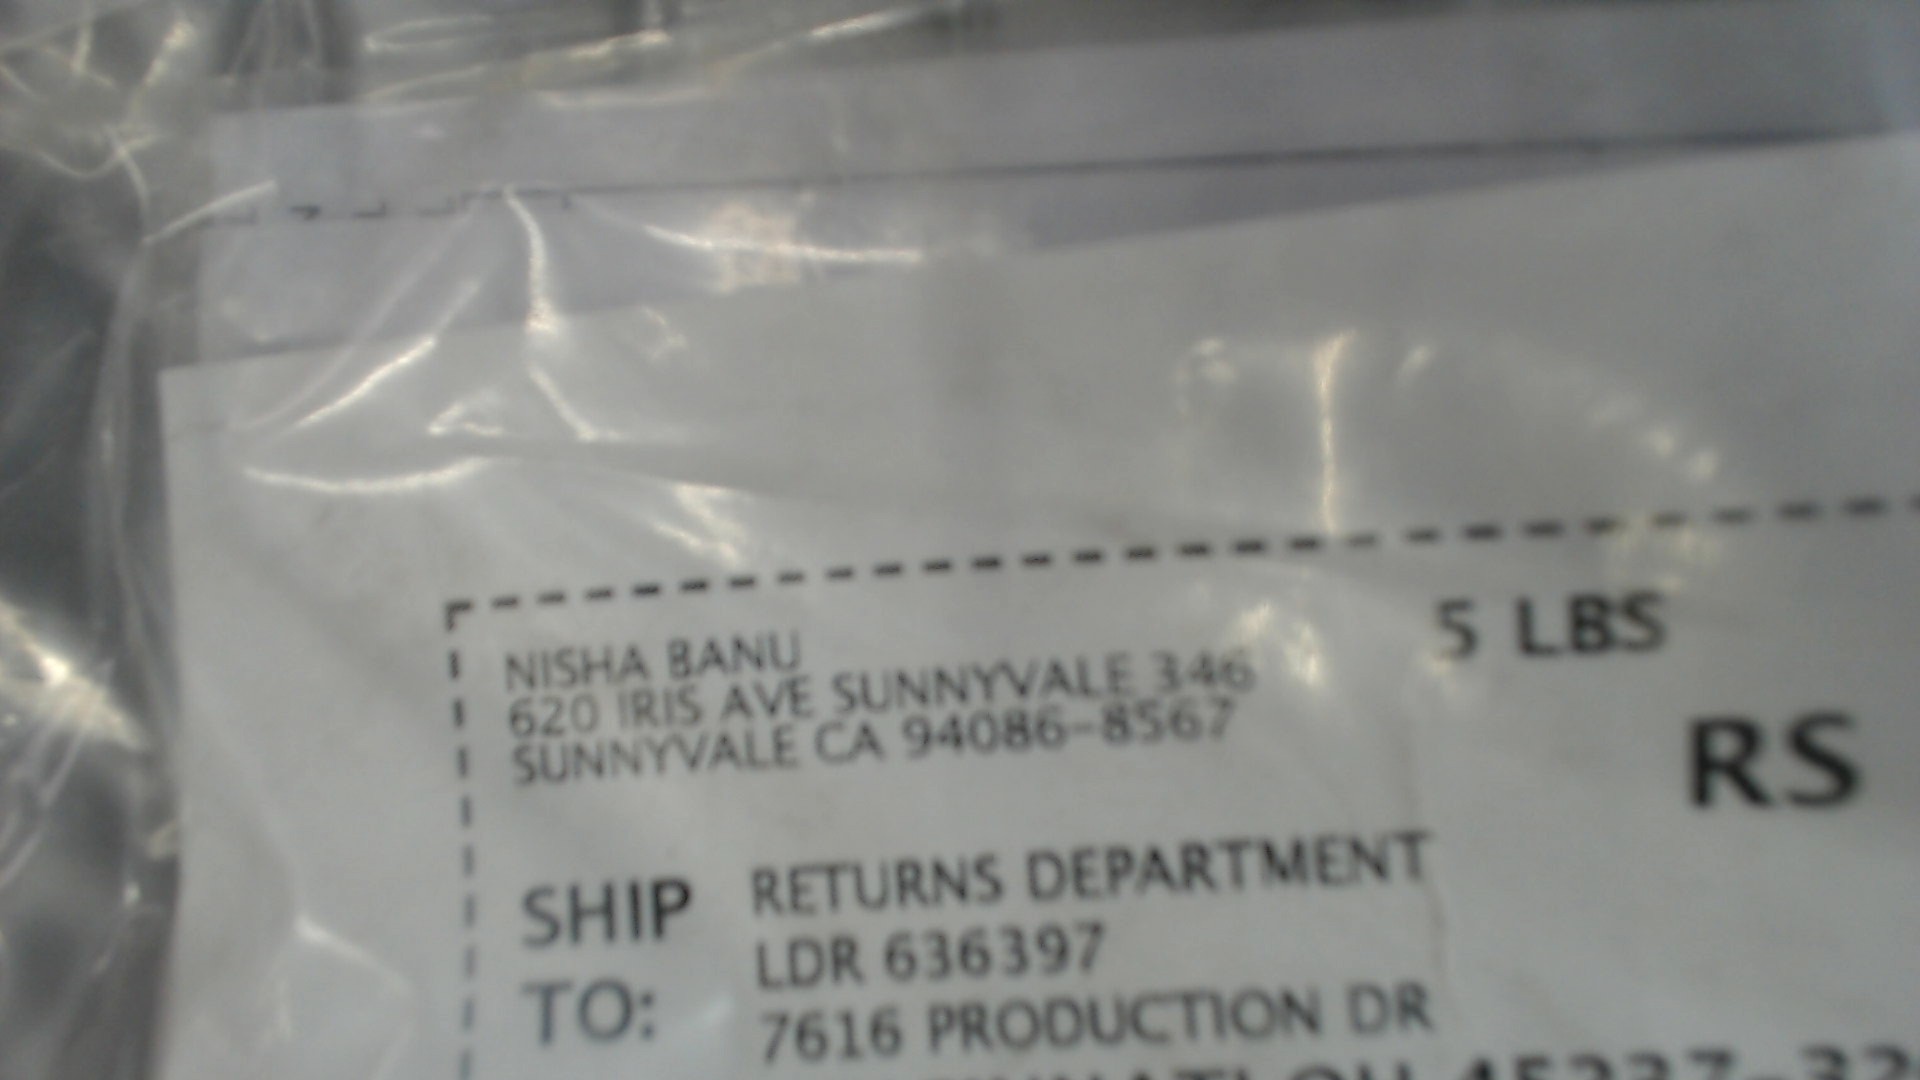 NISHA BANU
620 IRIS AVE SUNNYVALE 346
SUNNYVALE CA 94086-8567
5 LBS
RS
SHIP TO:
RETURNS DEPARTMENT
LDR 636397
7616 PRODUCTION DR